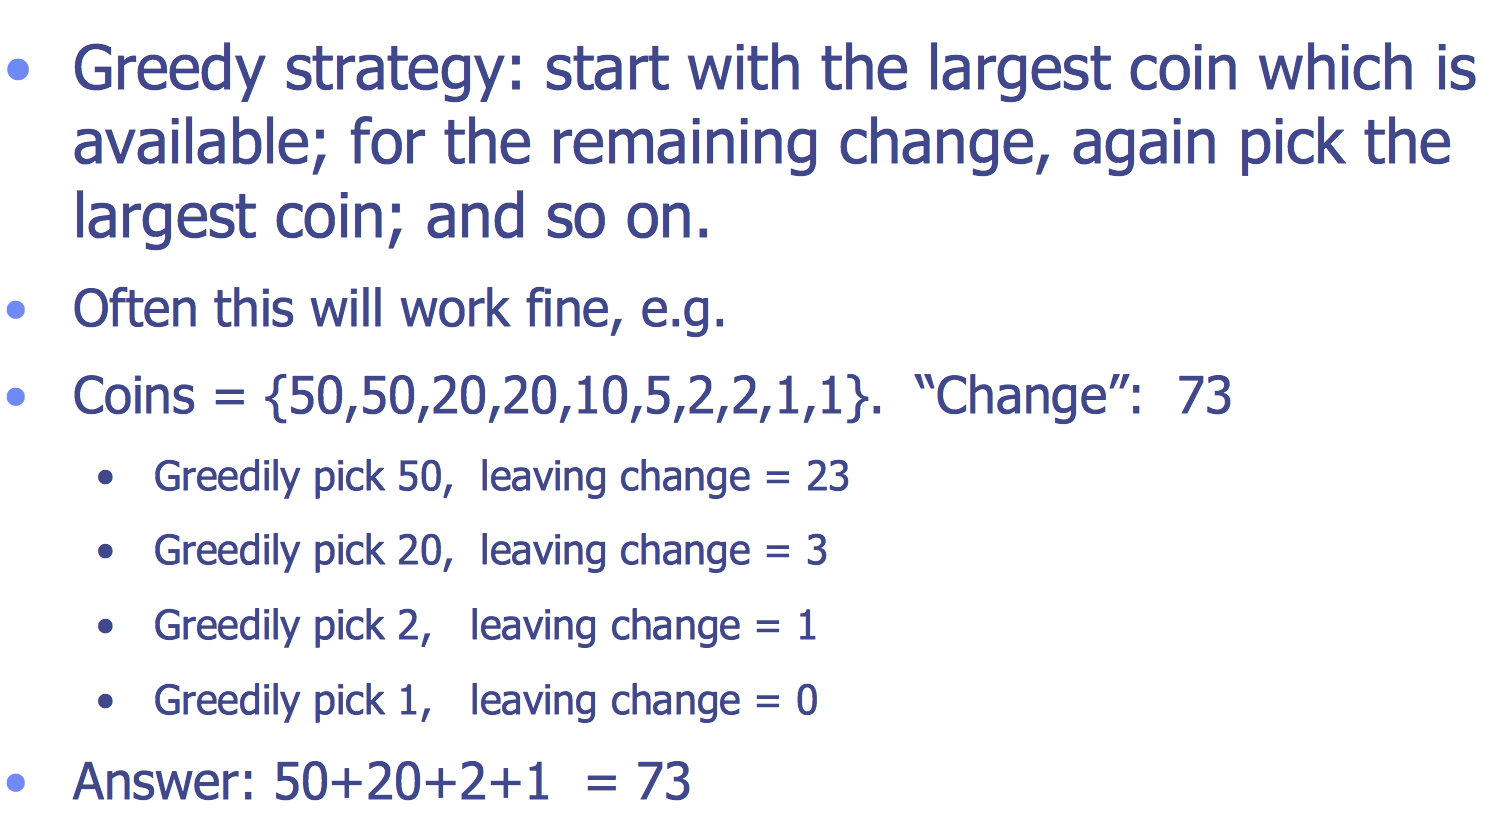 • Greedy strategy: start with the largest coin which is
available; for the remaining change, again pick the
largest coin; and so on.
• Often this will work fine, e.g.
• Coins = {50,50,20,20,10,5,2,2,1,1}. “Change”: 73
• Greedily pick 50, leaving change = 23
• Greedily pick 20, leaving change = 3
• Greedily pick 2, leaving change = 1
• Greedily pick 1, leaving change = 0
• Answer: 50+20+2+1 = 73